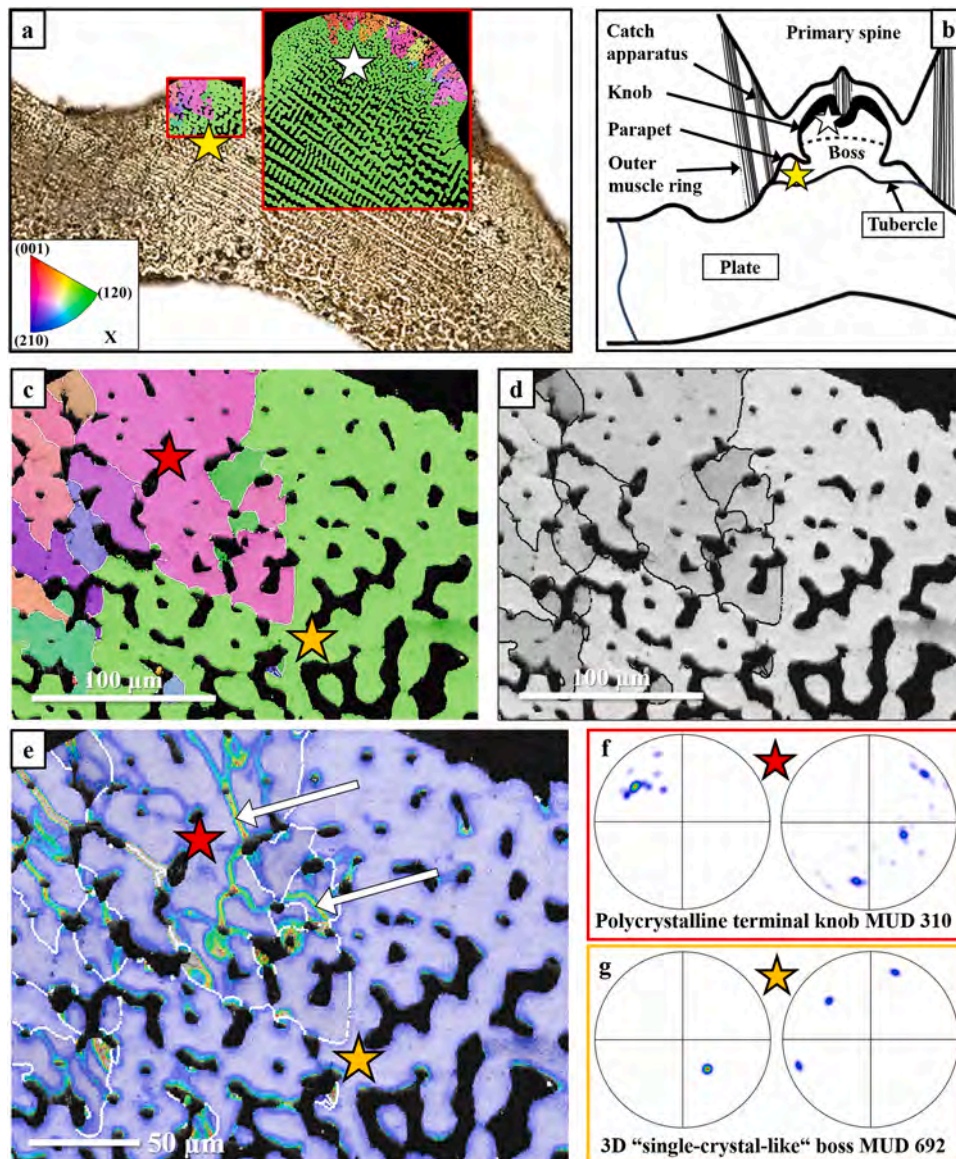 a
(001)
(120)
(210)
X
b
Catch
apparatus
Primary spine
Knob
Parapet
Boss
Outer
muscle ring
Tubercle
Plate
c
100 µm
d
100 µm
e
50 µm
f
Polycrystalline terminal knob MUD 310
g
3D “single-crystal-like“ boss MUD 692